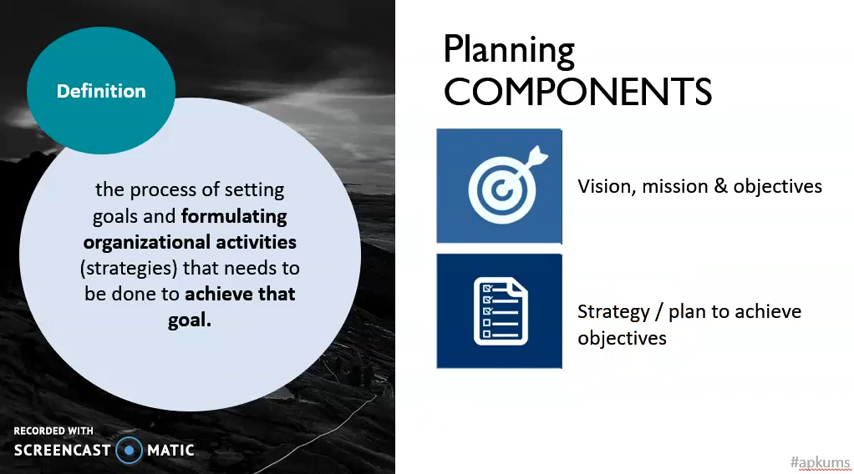 Definition
the process of setting
goals and formulating
organizational activities
(strategies) that needs to
be done to achieve that
goal.
RECORDED WITH
SCREENCAST MATIC
Planning
COMPONENTS
Vision, mission & objectives
Strategy / plan to achieve
objectives
#apkums